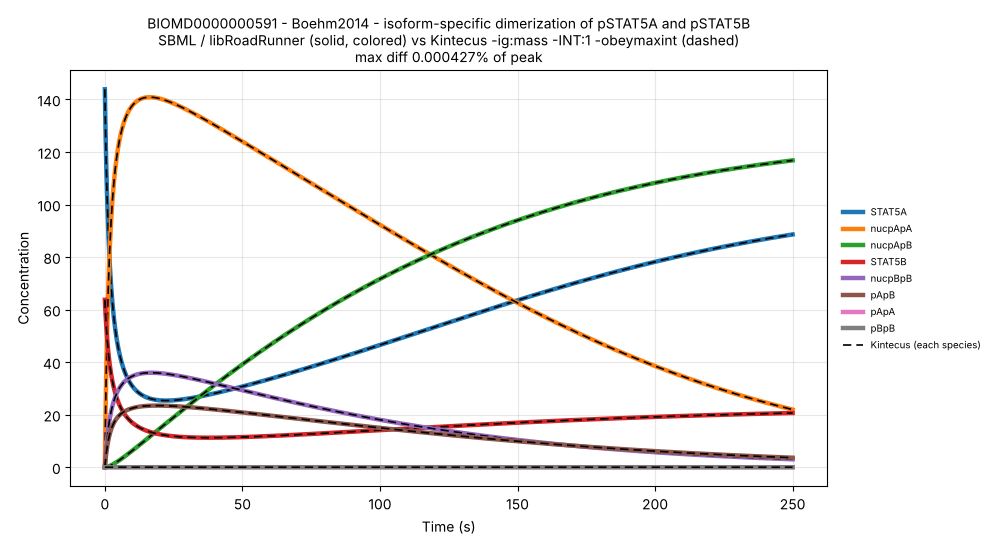 BIOMD0000000591 - Boehm2014 - isoform-specific dimerization of pSTAT5A and pSTAT5B
SBML / libRoadRunner (solid, colored) vs Kintecus -ig:mass -INT:1 -obeymaxint (dashed)
max diff 0.000427% of peak
Concentration
140
120
100
80
60
40
20
0
0
50
100
150
200
250
Time (s)
STAT5A
nucpApA
nucpApB
STAT5B
nucpBpB
pApB
pApA
pBpB
Kintecus (each species)